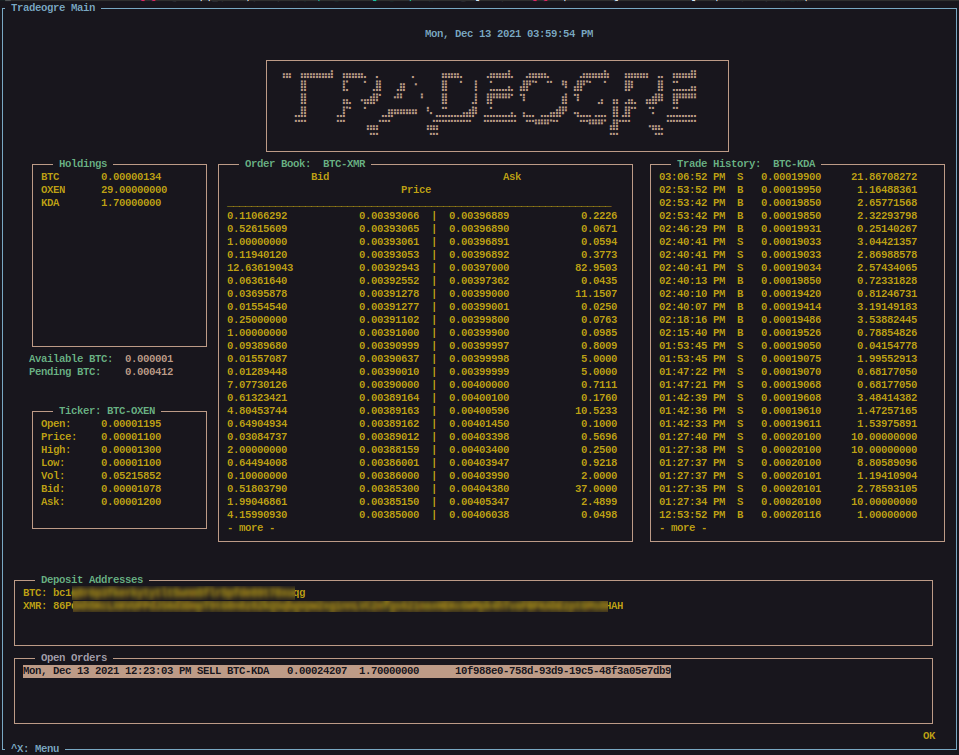 Tradeogre Main
Mon, Dec 13 2021 03:59:54 PM
TRADEOGRE
Holdings
BTC 0.00000134
OXEN 29.00000000
KDA 1.70000000
Available BTC: 0.000001
Pending BTC: 0.000412
Ticker: BTC-OXEN
Open: 0.00001195
Price: 0.00001100
High: 0.00001300
Low: 0.00001100
Vol: 0.05215852
Bid: 0.00001078
Ask: 0.00001200
Order Book: BTC-XMR
Bid Ask
Price
0.11066292 0.00393066 | 0.00396889 0.2226
0.52615609 0.00393065 | 0.00396890 0.0671
1.00000000 0.00393061 | 0.00396891 0.0594
0.11940120 0.00393053 | 0.00396892 0.3773
12.63619043 0.00392943 | 0.00397000 82.9503
0.06361640 0.00392552 | 0.00397362 0.0435
0.03695878 0.00391278 | 0.00399000 11.1507
0.01554540 0.00391277 | 0.00399001 0.0250
0.25000000 0.00391102 | 0.00399800 0.0763
1.00000000 0.00391000 | 0.00399900 0.0985
0.09389680 0.00390999 | 0.00399997 0.8009
0.01557087 0.00390637 | 0.00399998 5.0000
0.01289448 0.00390010 | 0.00399999 5.0000
7.07730126 0.00390000 | 0.00400000 0.7111
0.61323421 0.00389164 | 0.00400100 0.1760
4.80453744 0.00389163 | 0.00400596 10.5233
0.64904934 0.00389162 | 0.00401450 0.1000
0.03084737 0.00389012 | 0.00403398 0.5696
2.00000000 0.00388159 | 0.00403400 0.2500
0.64494008 0.00386001 | 0.00403947 0.9218
0.10000000 0.00386000 | 0.00403990 2.0000
0.51803790 0.00385300 | 0.00404380 37.0000
1.99046861 0.00385150 | 0.00405347 2.4899
4.15990930 0.00385000 | 0.00406038 0.0498
- more -
Trade History: BTC-KDA
03:06:52 PM S 0.00019900 21.86708272
02:53:52 PM B 0.00019950 1.16488361
02:53:42 PM B 0.00019850 2.65771568
02:53:42 PM B 0.00019850 2.32293798
02:46:29 PM B 0.00019931 0.25140267
02:40:41 PM S 0.00019033 3.04421357
02:40:41 PM S 0.00019033 2.86988578
02:40:41 PM S 0.00019034 2.57434065
02:40:13 PM B 0.00019850 0.72331828
02:40:10 PM B 0.00019420 0.81246731
02:40:07 PM B 0.00019414 3.19149183
02:18:16 PM B 0.00019486 3.53882445
02:15:40 PM B 0.00019526 0.78854826
01:53:45 PM S 0.00019050 0.04154778
01:53:45 PM S 0.00019075 1.99552913
01:47:22 PM S 0.00019070 0.68177050
01:47:21 PM S 0.00019068 0.68177050
01:42:39 PM S 0.00019608 3.48414382
01:42:36 PM S 0.00019610 1.47257165
01:42:33 PM S 0.00019611 1.53975891
01:27:40 PM S 0.00020100 10.00000000
01:27:38 PM S 0.00020100 10.00000000
01:27:37 PM S 0.00020100 8.80589096
01:27:37 PM S 0.00020101 1.19410904
01:27:35 PM S 0.00020101 2.78593105
01:27:34 PM S 0.00020100 10.00000000
12:53:52 PM B 0.00020116 1.00000000
- more -
Deposit Addresses
BTC:
XMR:
Open Orders
Mon, Dec 13 2021 12:23:03 PM SELL BTC-KDA 0.00024207 1.70000000 10f988e0-758d-93d9-19c5-48f3a05e7db9
OK
^X: Menu